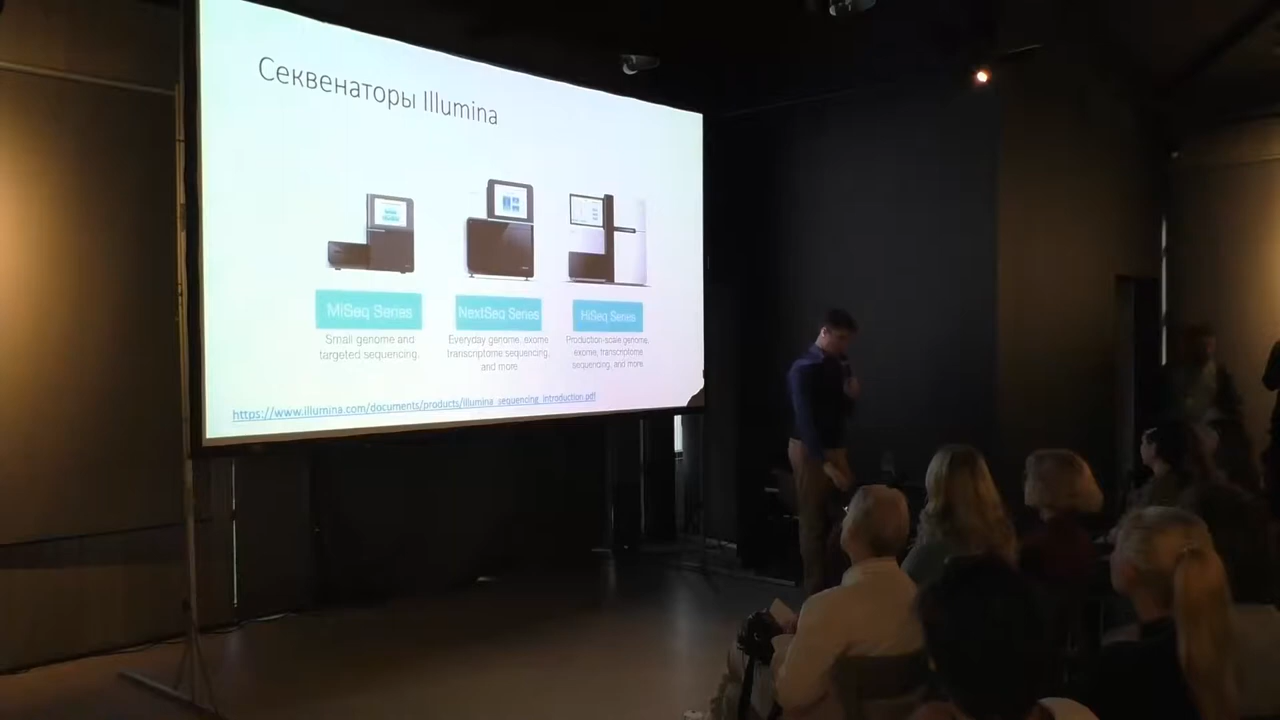 Секвенаторы Illumina
MiSeq Series
NextSeq Series
HiSeq Series
Small genome and
targeted sequencing.
Everyday genome, exome
transcriptome sequencing,
and more.
Production-scale genome,
exome, transcriptome
sequencing, and more.
https://www.illumina.com/documents/products/illumina_sequencing_introduction.pdf